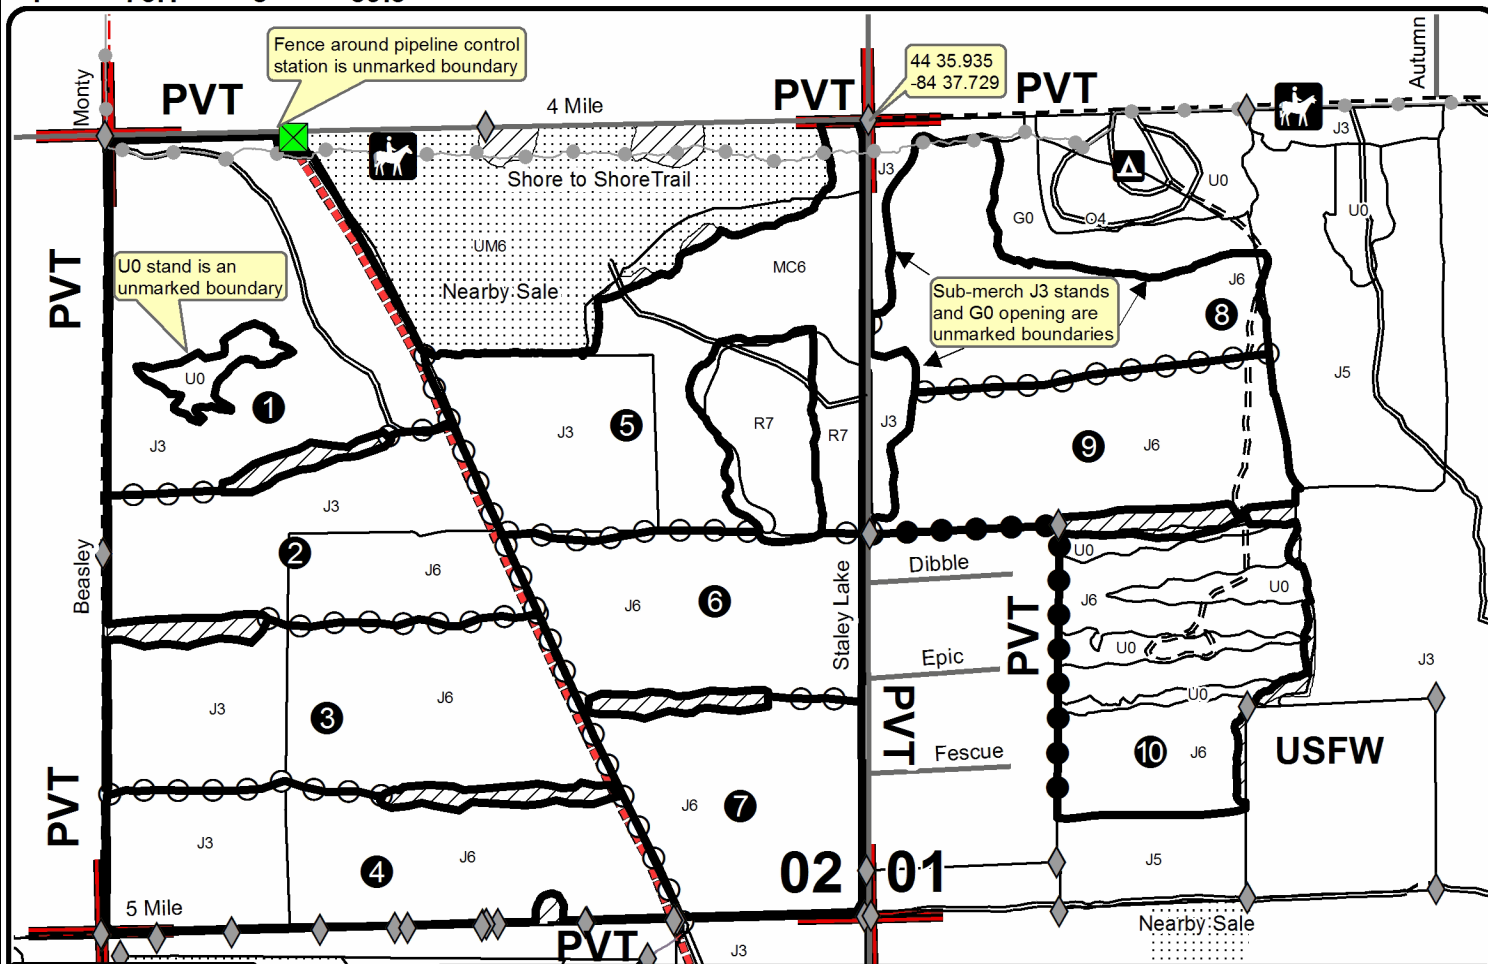 Fence around pipeline control
station is unmarked boundary
44 35.935
-84 37.729
Autumn
Monty
PVT
4 Mile
PVT
PVT
J3
Shore to Shore Trail
J3
U0
U0
G0
O4
UM6
MC6
PVT
U0 stand is an
unmarked boundary
Nearby Sale
Sub-merch J3 stands
and G0 opening are
unmarked boundaries
J6
8
U0
1
J5
J3
J3
5
R7
R7
J3
9
J6
J3
2
J6
Beasley
Dibble
U0
J6
6
J6
U0
Staley Lake
PVT
Epic
U0
J3
J3
3
J6
PVT
U0
Fescue
10
J6
USFW
PVT
J6
7
J3
4
J6
02
01
J5
5 Mile
PVT
J3
Nearby Sale